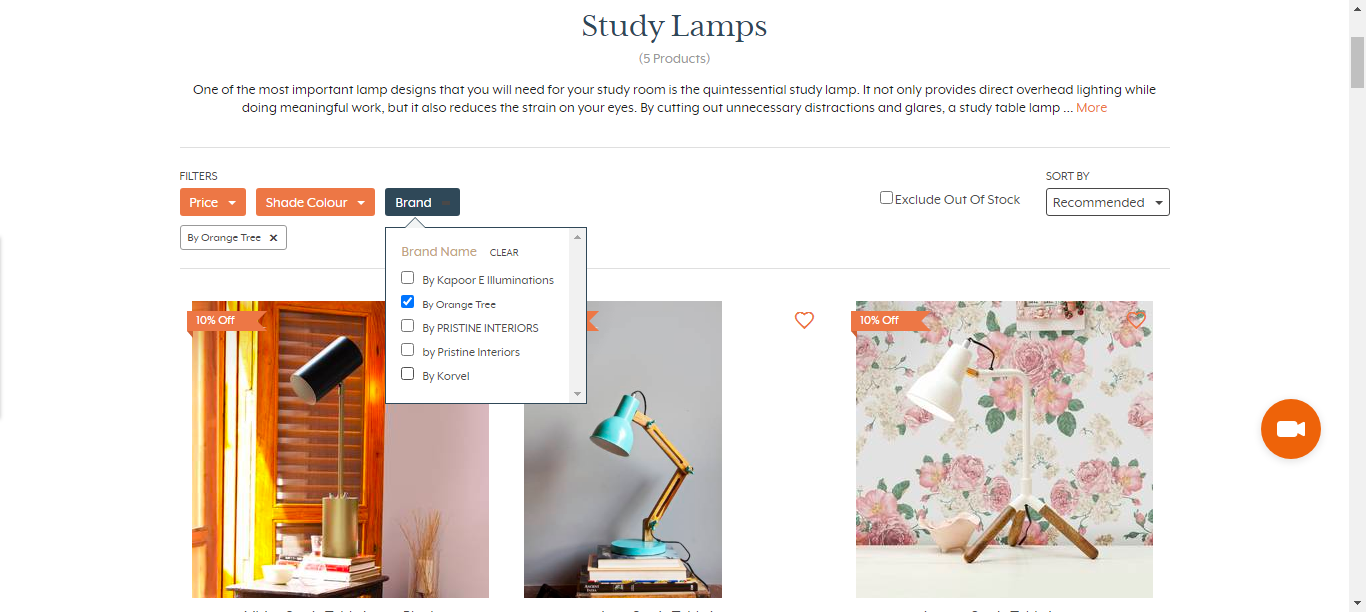 Study Lamps
(5 Products)
One of the most important lamp designs that you will need for your study room is the quintessential study lamp. It not only provides direct overhead lighting while
doing meaningful work, but it also reduces the strain on your eyes. By cutting out unnecessary distractions and glares, a study table lamp ... More
FILTERS
SORT BY
Price
Shade Colour
Brand
Exclude Out Of Stock
Recommended
By Orange Tree
Brand Name CLEAR
By Kapoor E Illuminations
By Orange Tree
By PRISTINE INTERIORS
by Pristine Interiors
By Korvel
10% Off
10% Off